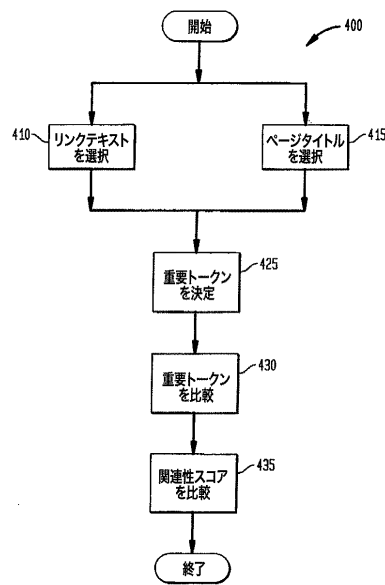 開始
400
410
リンクテキスト
を選択
ページタイトル
を選択
415
重要トークン
を決定
425
重要トークン
を比較
430
関連性スコア
を比較
435
終了